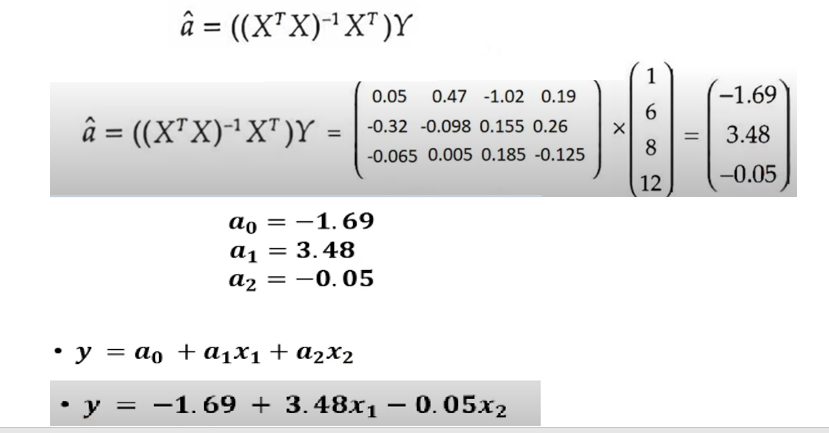 â = ((XᵀX)⁻¹Xᵀ)Y
â = ((XᵀX)⁻¹Xᵀ)Y = ( 0.05 0.47 -1.02 0.19
-0.32 -0.098 0.155 0.26
-0.065 0.005 0.185 -0.125 ) × ( 1
6
8
12 ) = ( −1.69
3.48
−0.05 )
a₀ = −1.69
a₁ = 3.48
a₂ = −0.05
• y = a₀ + a₁x₁ + a₂x₂
• y = −1.69 + 3.48x₁ − 0.05x₂